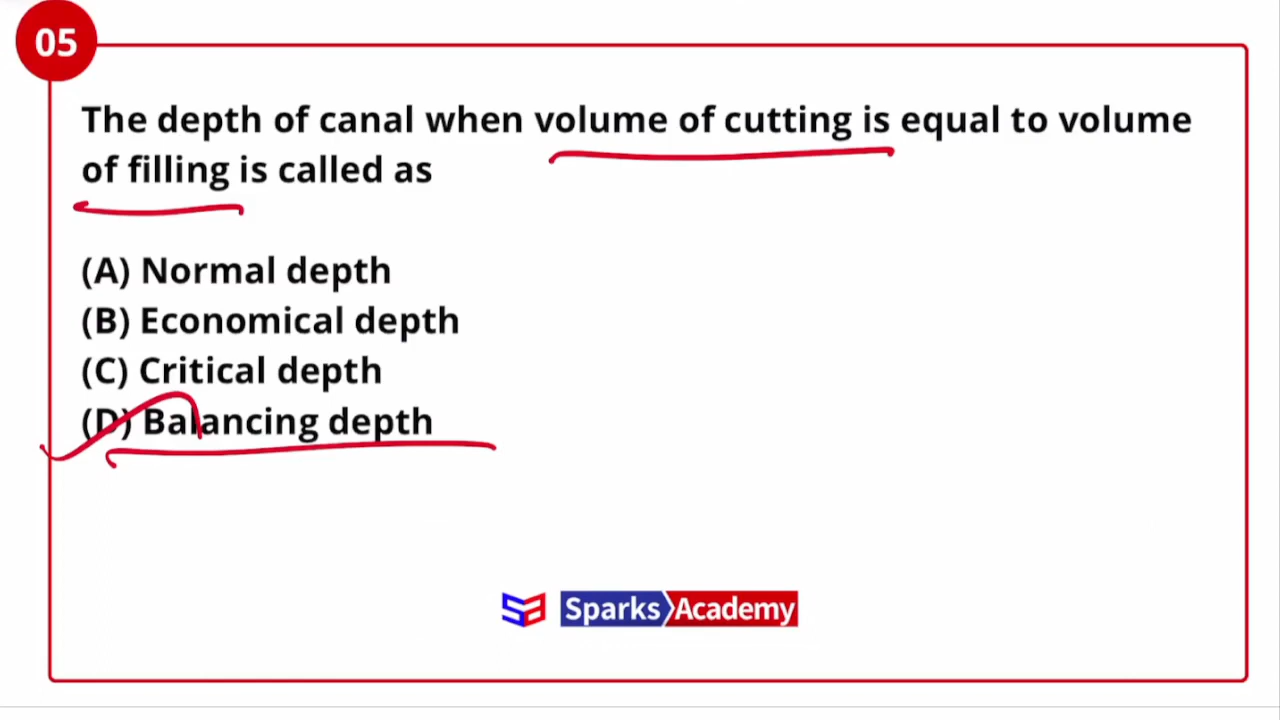 05
The depth of canal when volume of cutting is equal to volume
of filling is called as
(A) Normal depth
(B) Economical depth
(C) Critical depth
(D) Balancing depth
Sparks Academy